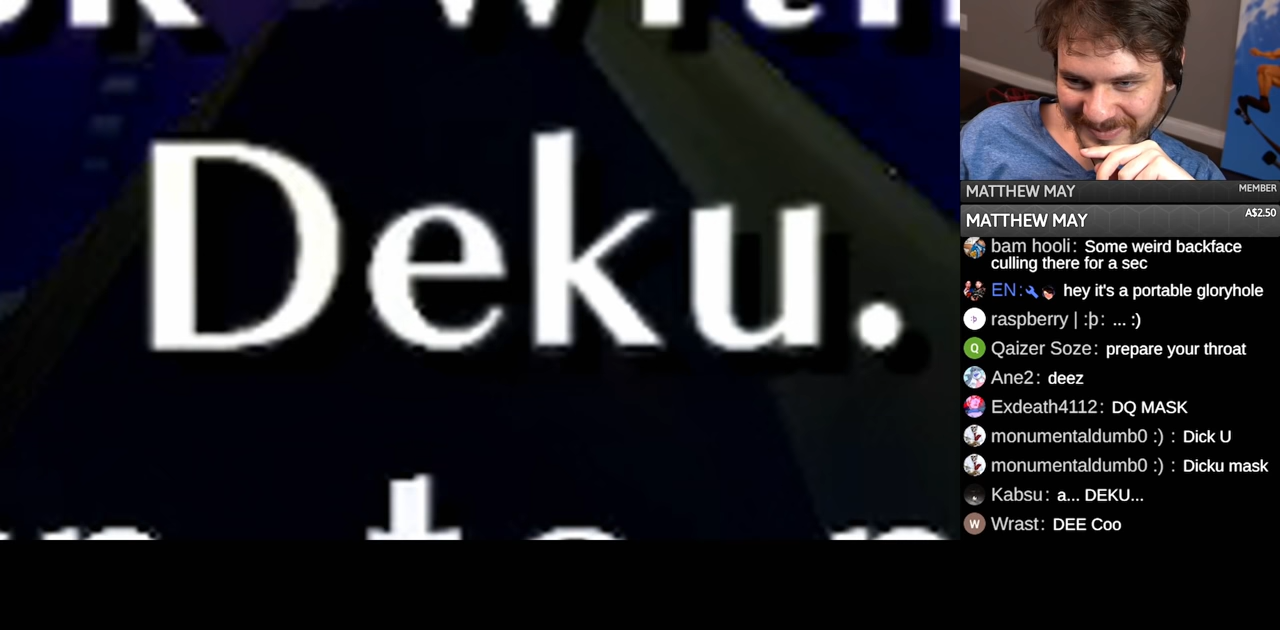 Deku.
MATTHEW MAY MEMBER
MATTHEW MAY A$2.50
bam hooli: Some weird backface
culling there for a sec
EN: hey it's a portable gloryhole
raspberry | :þ: ... :)
Q Qaizer Soze: prepare your throat
Ane2: deez
Exdeath4112: DQ MASK
monumentaldumb0 :) : Dick U
monumentaldumb0 :) : Dicku mask
Kabsu: a... DEKU...
W Wrast: DEE Coo